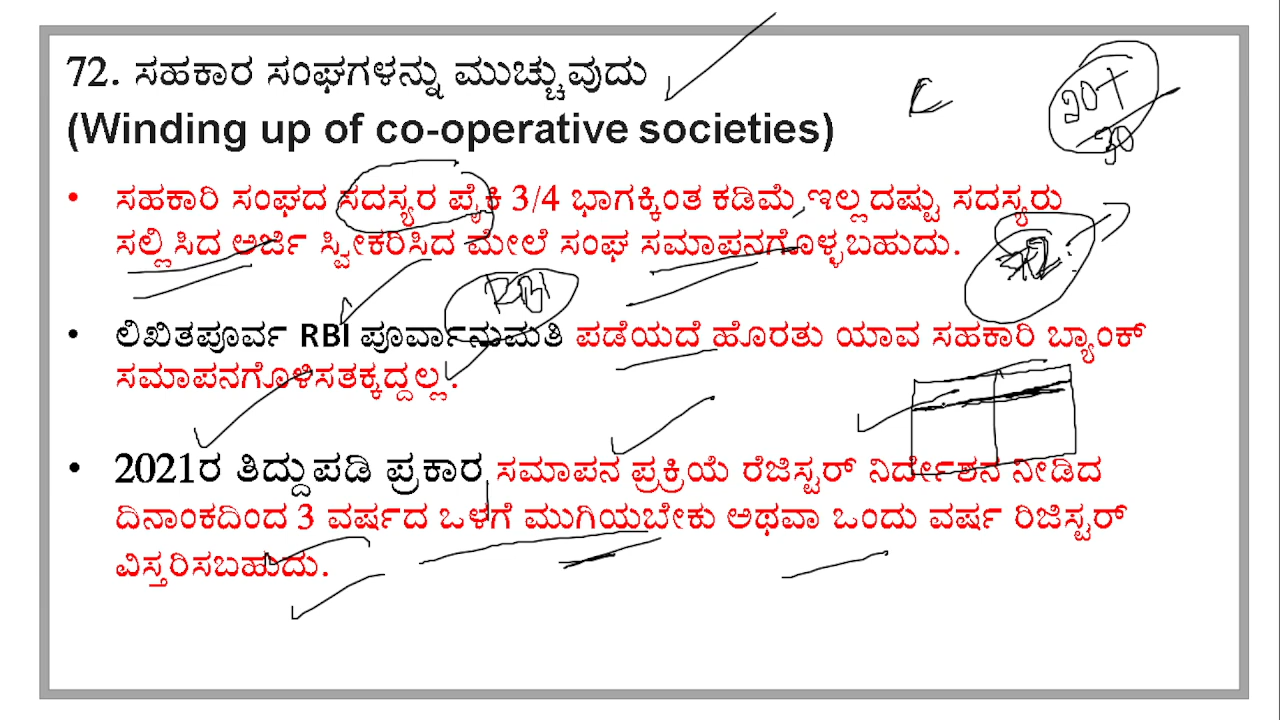 72. ಸಹಕಾರ ಸಂಘಗಳನ್ನು ಮುಚ್ಚುವುದು
(Winding up of co-operative societies)
• ಸಹಕಾರಿ ಸಂಘದ ಸದಸ್ಯರ ಪೈಕಿ 3/4 ಭಾಗಕ್ಕಿಂತ ಕಡಿಮೆ ಇಲ್ಲದಷ್ಟು ಸದಸ್ಯರು
ಸಲ್ಲಿಸಿದ ಅರ್ಜಿ ಸ್ವೀಕರಿಸಿದ ಮೇಲೆ ಸಂಘ ಸಮಾಪನಗೊಳ್ಳಬಹುದು.
RBI
• ಲಿಖಿತಪೂರ್ವ RBI ಪೂರ್ವಾನುಮತಿ ಪಡೆಯದೆ ಹೊರತು ಯಾವ ಸಹಕಾರಿ ಬ್ಯಾಂಕ್
ಸಮಾಪನಗೊಳಿಸತಕ್ಕದ್ದಲ್ಲ.
• 2021ರ ತಿದ್ದುಪಡಿ ಪ್ರಕಾರ ಸಮಾಪನ ಪ್ರಕ್ರಿಯೆ ರೆಜಿಸ್ಟರ್ ನಿರ್ದೇಶನ ನೀಡಿದ
ದಿನಾಂಕದಿಂದ 3 ವರ್ಷದ ಒಳಗೆ ಮುಗಿಯಬೇಕು ಅಥವಾ ಒಂದು ವರ್ಷ ರಿಜಿಸ್ಟರ್
ವಿಸ್ತರಿಸಬಹುದು.